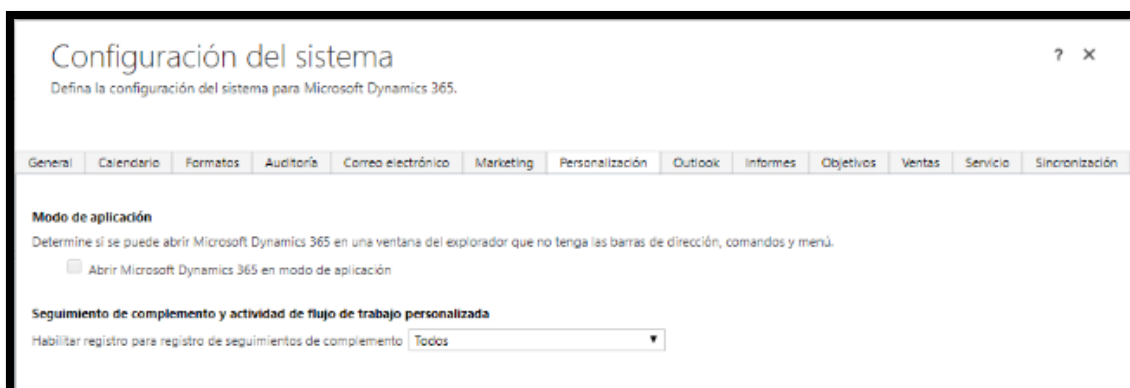 Configuración del sistema
? ×
Defina la configuración del sistema para Microsoft Dynamics 365.
General Calendario Formatos Auditoría Correo electrónico Marketing Personalización Outlook Informes Objetivos Ventas Servicio Sincronización
Modo de aplicación
Determine si se puede abrir Microsoft Dynamics 365 en una ventana del explorador que no tenga las barras de dirección, comandos y menú.
Abrir Microsoft Dynamics 365 en modo de aplicación
Seguimiento de complemento y actividad de flujo de trabajo personalizada
Habilitar registro para registro de seguimientos de complemento Todos